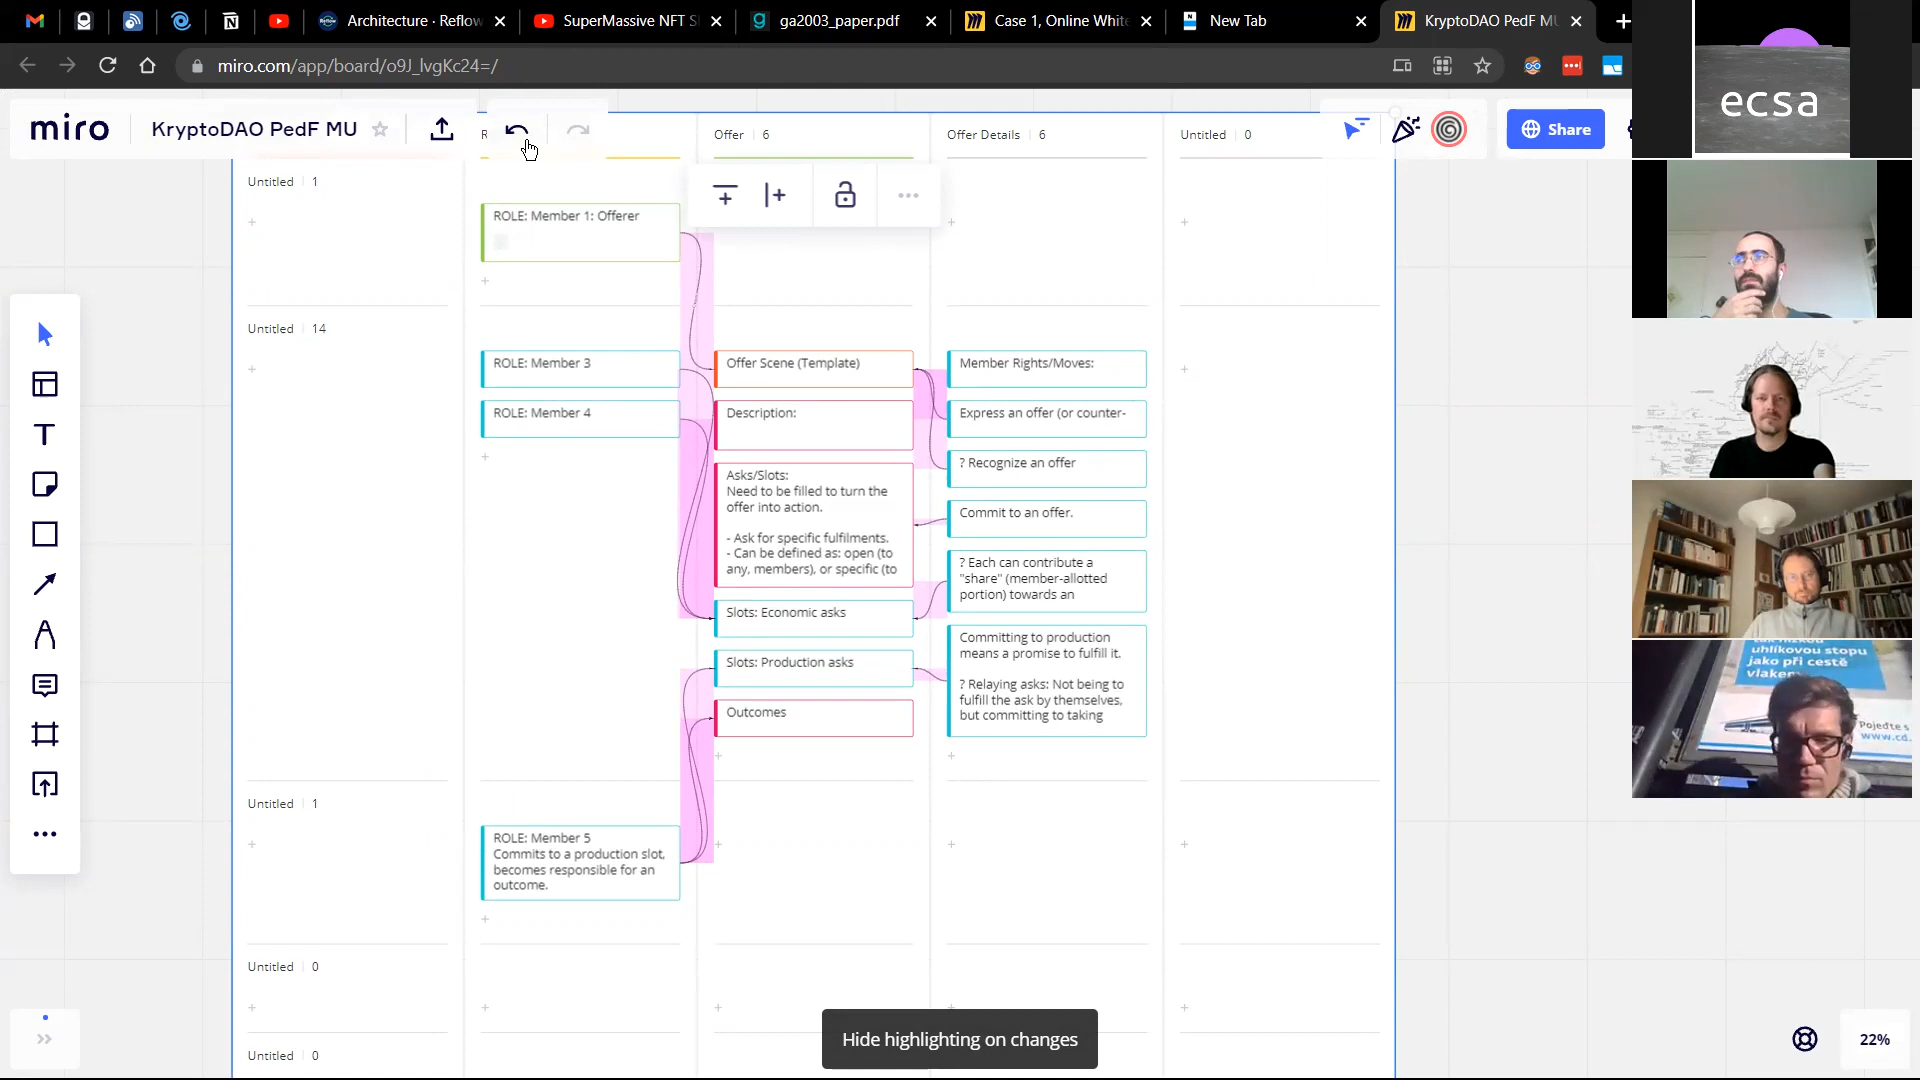 Architecture · Reflow
SuperMassive NFT S
ga2003_paper.pdf
Case 1, Online White
New Tab
KryptoDAO PedF MU
miro.com/app/board/o9J_lvgKc24=/
miro
KryptoDAO PedF MU
Share
Offer 6
Offer Details 6
Untitled 0
Untitled 1
ROLE: Member 1: Offerer
Untitled 14
ROLE: Member 3
ROLE: Member 4
Offer Scene (Template)
Description:
Asks/Slots:
Need to be filled to turn the
offer into action.
- Ask for specific fulfilments.
- Can be defined as: open (to
any, members), or specific (to
Slots: Economic asks
Slots: Production asks
Outcomes
Member Rights/Moves:
Express an offer (or counter-
? Recognize an offer
Commit to an offer.
? Each can contribute a
"share" (member-allotted
portion) towards an
Committing to production
means a promise to fulfill it.
? Relaying asks: Not being to
fulfill the ask by themselves,
but committing to taking
Untitled 1
ROLE: Member 5
Commits to a production slot,
becomes responsible for an
outcome.
Untitled 0
Untitled 0
Hide highlighting on changes
22%
ecsa
uhlíkovou stopu
jako při cestě
vlakem
Pojeďte s
www.cd.